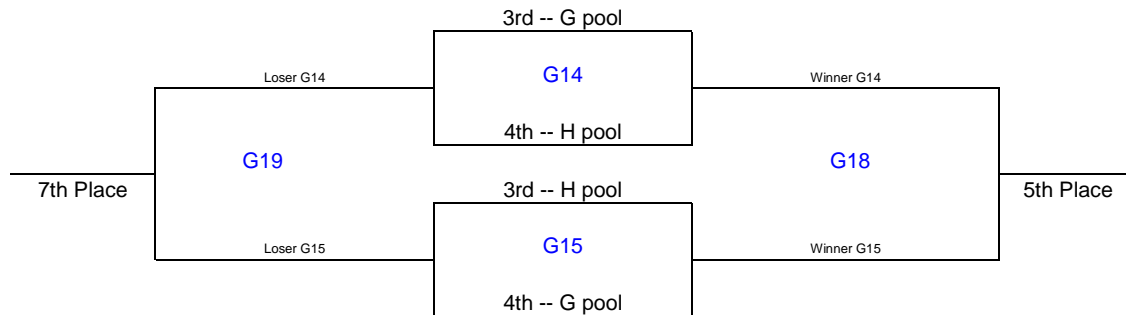 3rd -- G pool
Loser G14
G14
Winner G14
4th -- H pool
G19
G18
7th Place
3rd -- H pool
5th Place
Loser G15
G15
Winner G15
4th -- G pool